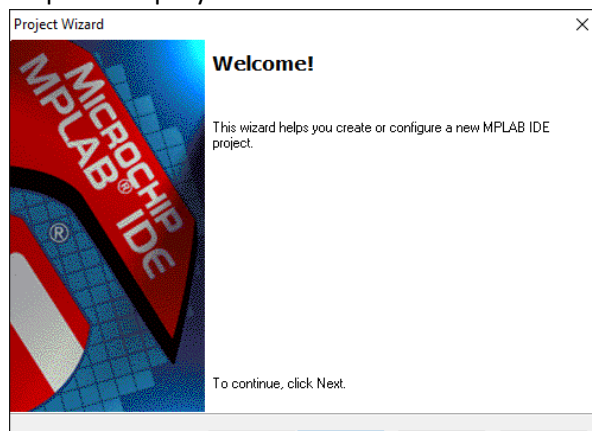 Project Wizard
Welcome!
This wizard helps you create or configure a new MPLAB IDE
project.
MICROCHIP
MPLAB® IDE
®
To continue, click Next.